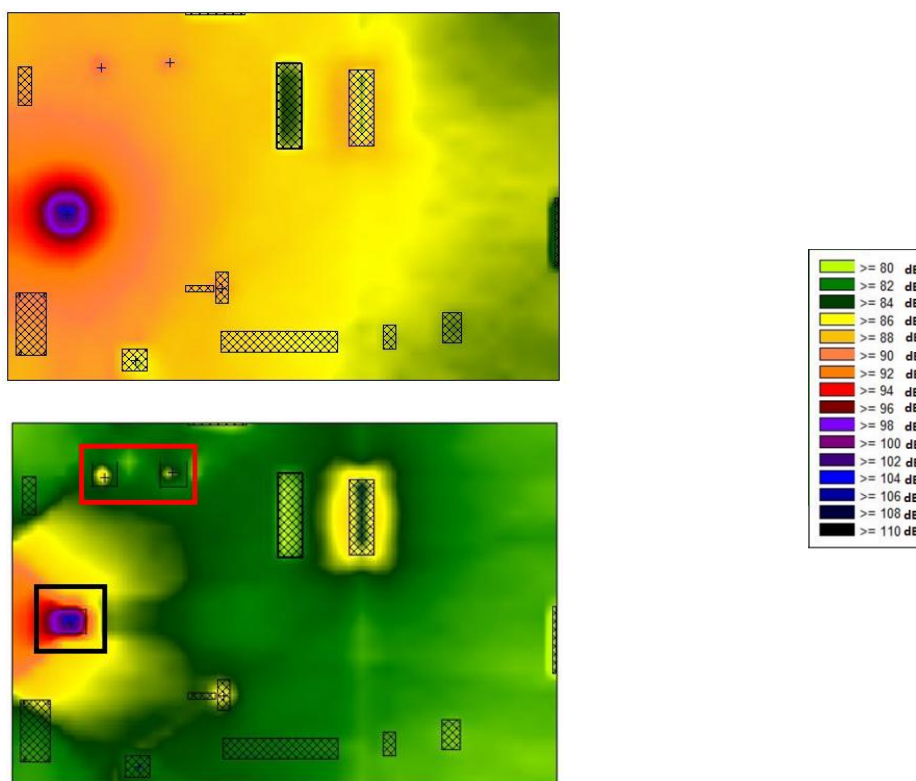 >= 80 dB
>= 82 dB
>= 84 dB
>= 86 dB
>= 88 dB
>= 90 dB
>= 92 dB
>= 94 dB
>= 96 dB
>= 98 dB
>= 100 dB
>= 102 dB
>= 104 dB
>= 106 dB
>= 108 dB
>= 110 dB